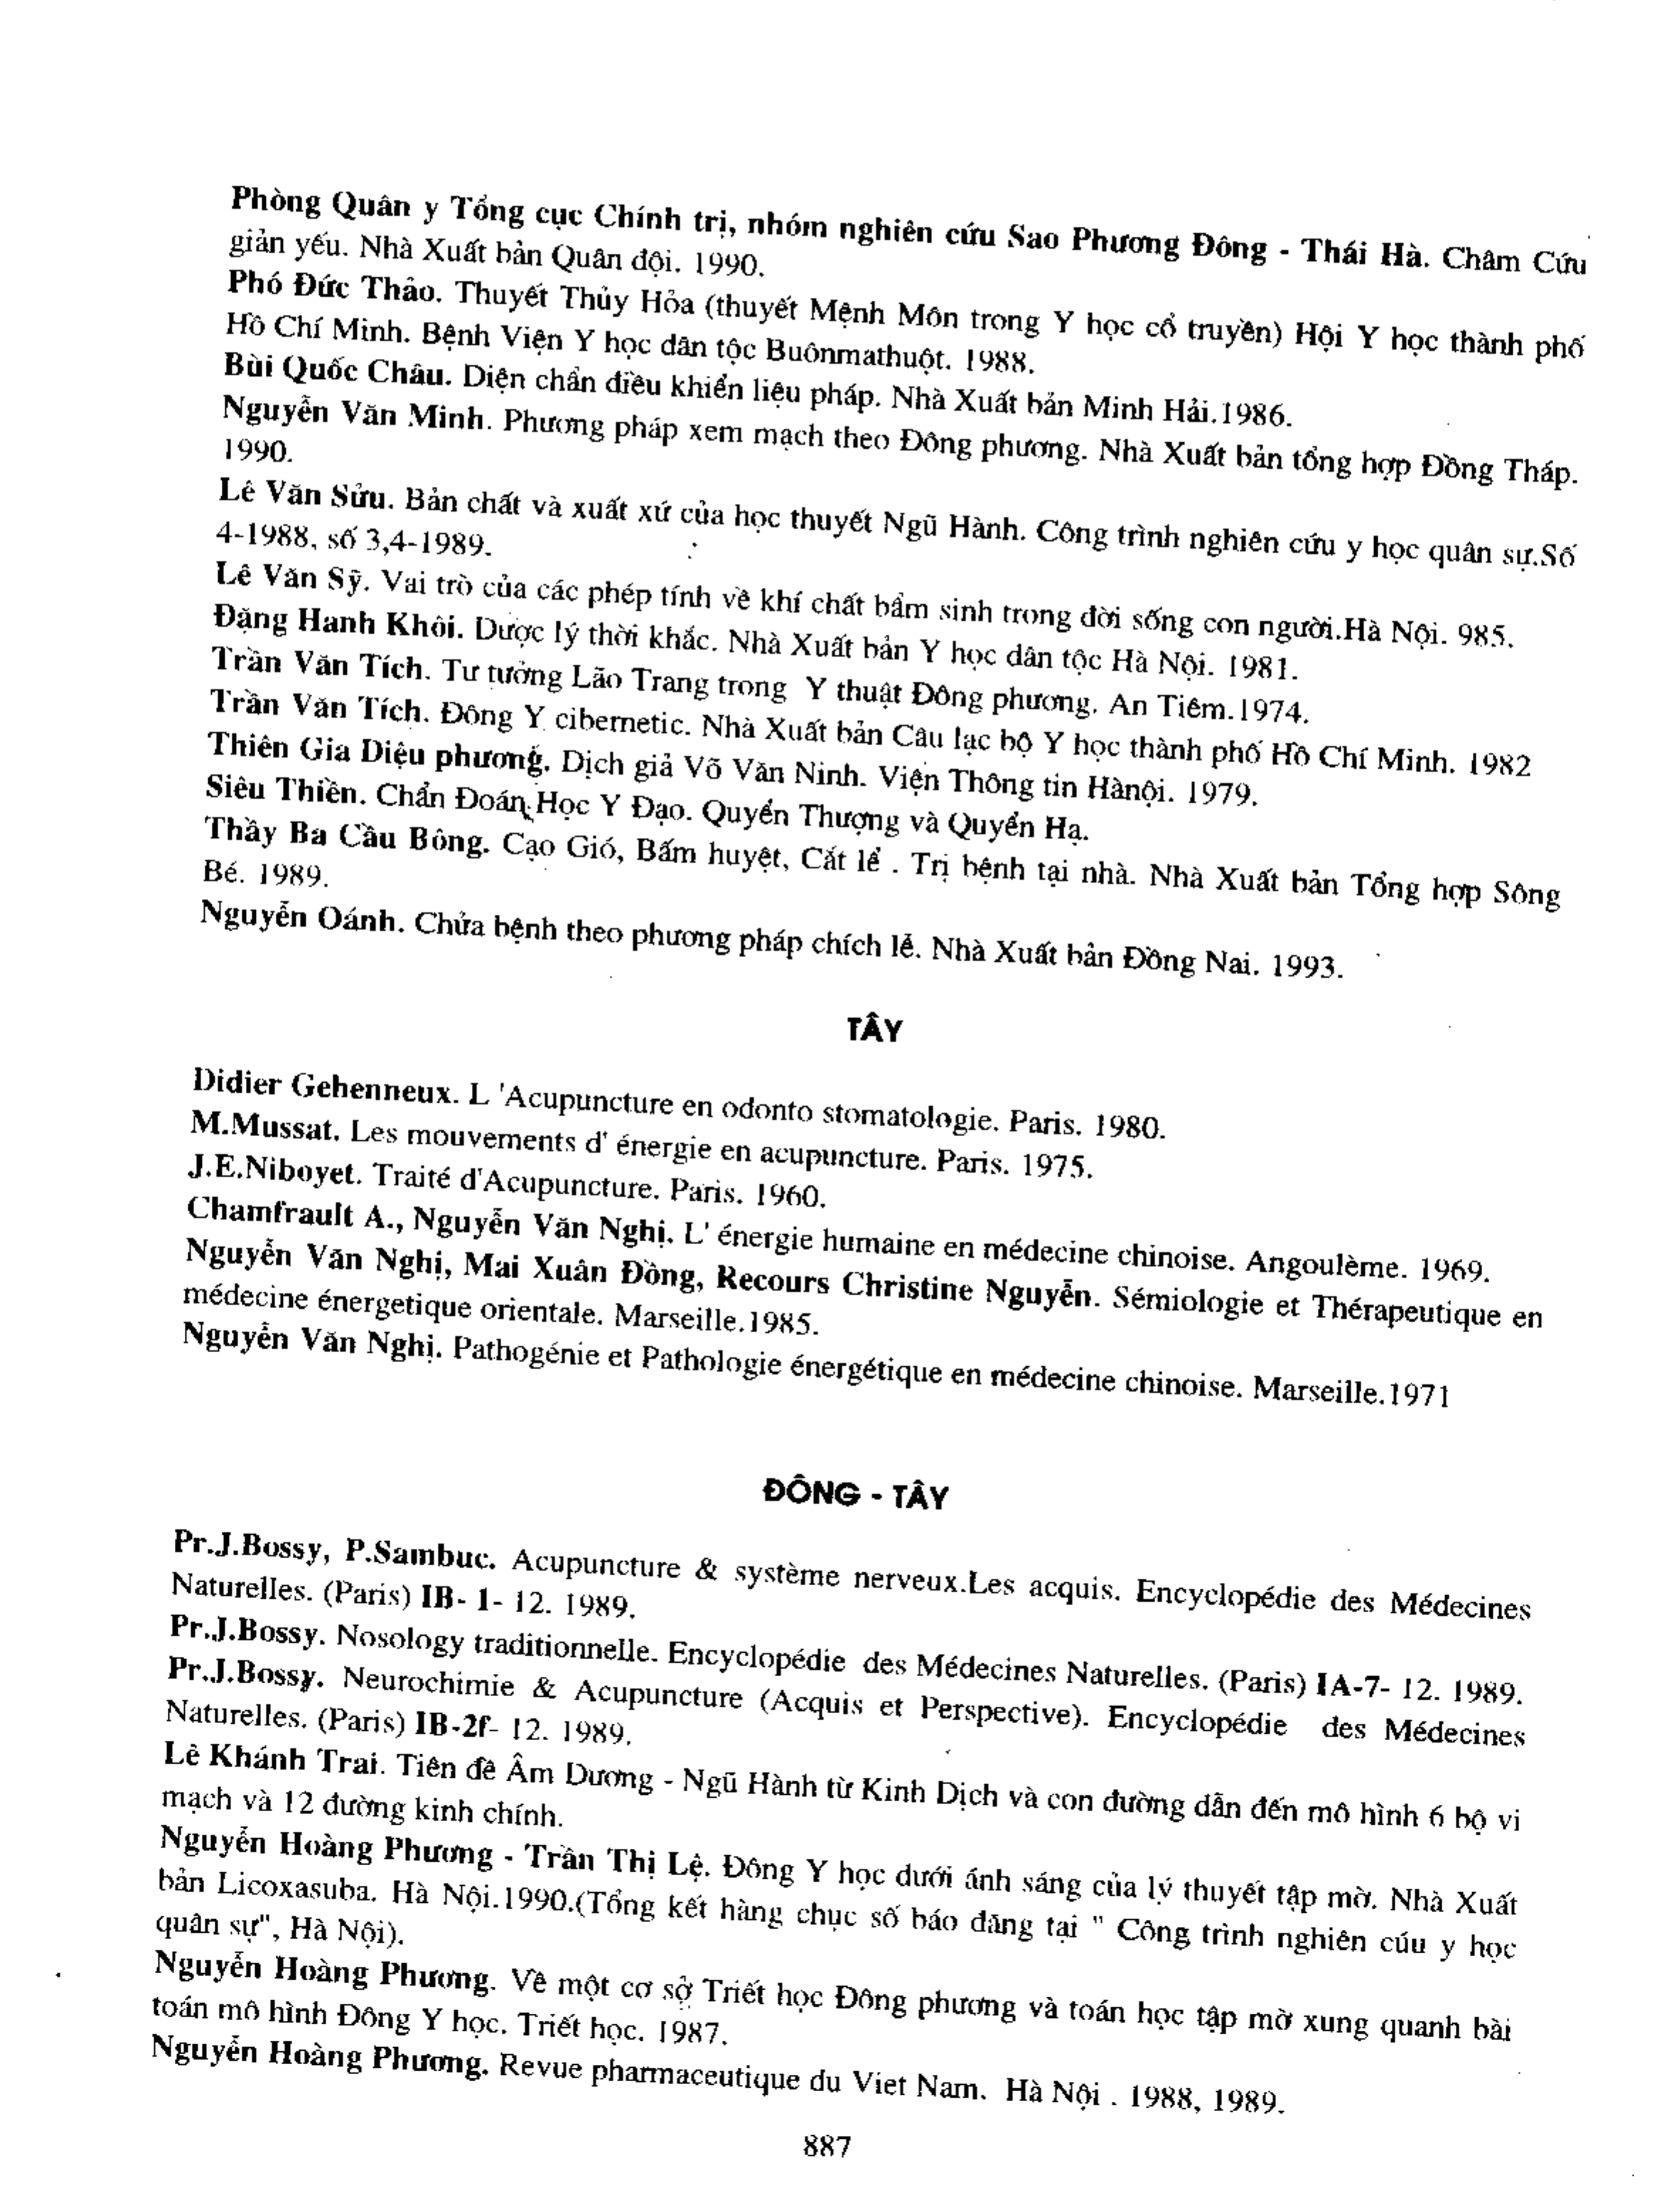 Phòng Quân y Tổng cục Chính trị, nhóm nghiên cứu Sao Phương Đông - Thái Hà. Châm Cứu
giản yếu. Nhà Xuất bản Quân đội. 1990.
Phó Đức Thảo. Thuyết Thủy Hỏa (thuyết Mệnh Môn trong Y học cổ truyền) Hội Y học thành phố
Hồ Chí Minh. Bệnh Viện Y học dân tộc Buônmathuột. 1988.
Bùi Quốc Châu. Diện chẩn điều khiển liệu pháp. Nhà Xuất bản Minh Hải.1986.
Nguyễn Văn Minh. Phương pháp xem mạch theo Đông phương. Nhà Xuất bản tổng hợp Đồng Tháp.
1990.
Lê Văn Sửu. Bản chất và xuất xứ của học thuyết Ngũ Hành. Công trình nghiên cứu y học quân sự.Số
4-1988, số 3,4-1989.
Lê Văn Sỹ. Vai trò của các phép tính về khí chất bẩm sinh trong đời sống con người.Hà Nội. 985.
Đặng Hanh Khôi. Dược lý thời khắc. Nhà Xuất bản Y học dân tộc Hà Nội. 1981.
Trần Văn Tích. Tư tưởng Lão Trang trong Y thuật Đông phương. An Tiêm.1974.
Trần Văn Tích. Đông Y cibernetic. Nhà Xuất bản Câu lạc bộ Y học thành phố Hồ Chí Minh. 1982
Thiên Gia Diệu phương. Dịch giả Võ Văn Ninh. Viện Thông tin Hànội. 1979.
Siêu Thiền. Chẩn Đoán Học Y Đạo. Quyển Thượng và Quyển Hạ.
Thầy Ba Cầu Bông. Cạo Gió, Bấm huyệt, Cắt lể . Trị bệnh tại nhà. Nhà Xuất bản Tổng hợp Sông
Bé. 1989.
Nguyễn Oánh. Chửa bệnh theo phương pháp chích lễ. Nhà Xuất bản Đồng Nai. 1993.
TÂY
Didier Gehenneux. L 'Acupuncture en odonto stomatologie. Paris. 1980.
M.Mussat. Les mouvements d' énergie en acupuncture. Paris. 1975.
J.E.Niboyet. Traité d'Acupuncture. Paris. 1960.
Chamfrault A., Nguyễn Văn Nghị. L' énergie humaine en médecine chinoise. Angoulème. 1969.
Nguyễn Văn Nghị, Mai Xuân Đồng, Recours Christine Nguyễn. Sémiologie et Thérapeutique en
médecine énergetique orientale. Marseille.1985.
Nguyễn Văn Nghị. Pathogénie et Pathologie énergétique en médecine chinoise. Marseille.1971
ĐÔNG - TÂY
Pr.J.Bossy, P.Sambuc. Acupuncture & système nerveux.Les acquis. Encyclopédie des Médecines
Naturelles. (Paris) IB- 1- 12. 1989.
Pr.J.Bossy. Nosology traditionnelle. Encyclopédie des Médecines Naturelles. (Paris) IA-7- 12. 1989.
Pr.J.Bossy. Neurochimie & Acupuncture (Acquis et Perspective). Encyclopédie des Médecines
Naturelles. (Paris) IB-2f- 12. 1989.
Lê Khánh Trai. Tiên đề Âm Dương - Ngũ Hành từ Kinh Dịch và con đường dẫn đến mô hình 6 bộ vi
mạch và 12 đường kinh chính.
Nguyễn Hoàng Phương - Trần Thị Lệ. Đông Y học dưới ánh sáng của lý thuyết tập mờ. Nhà Xuất
bản Licoxasuba. Hà Nội.1990.(Tổng kết hàng chục số báo đăng tại " Công trình nghiên cúu y học
quân sự", Hà Nội).
Nguyễn Hoàng Phương. Về một cơ sở Triết học Đông phương và toán học tập mờ xung quanh bài
toán mô hình Đông Y học. Triết học. 1987.
Nguyễn Hoàng Phương. Revue pharmaceutique du Viet Nam. Hà Nội . 1988, 1989.
887